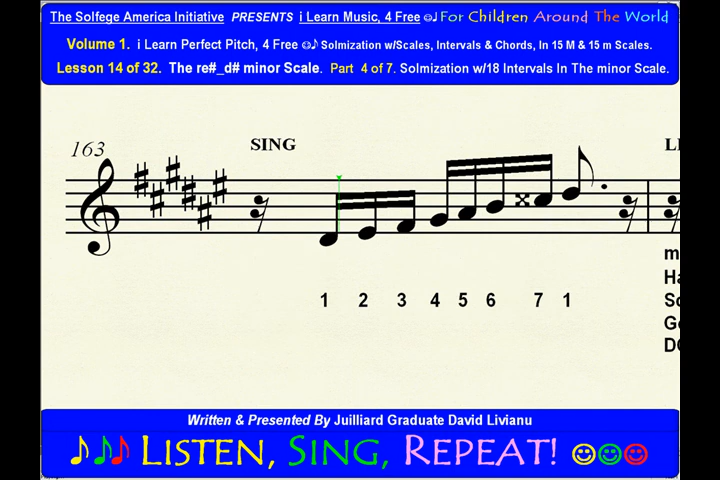 The Solfege America Initiative PRESENTS i Learn Music, 4 Free ☺♪ For Children Around The World
Volume 1. i Learn Perfect Pitch, 4 Free ☺♪ Solmization w/Scales, Intervals & Chords, In 15 M & 15 m Scales.
Lesson 14 of 32. The re#_d# minor Scale. Part 4 of 7. Solmization w/18 Intervals In The minor Scale.
163
SING
1 2 3 4 5 6 7 1
Written & Presented By Juilliard Graduate David Livianu
♪♪♪ LISTEN, SING, REPEAT! ☺☺☺